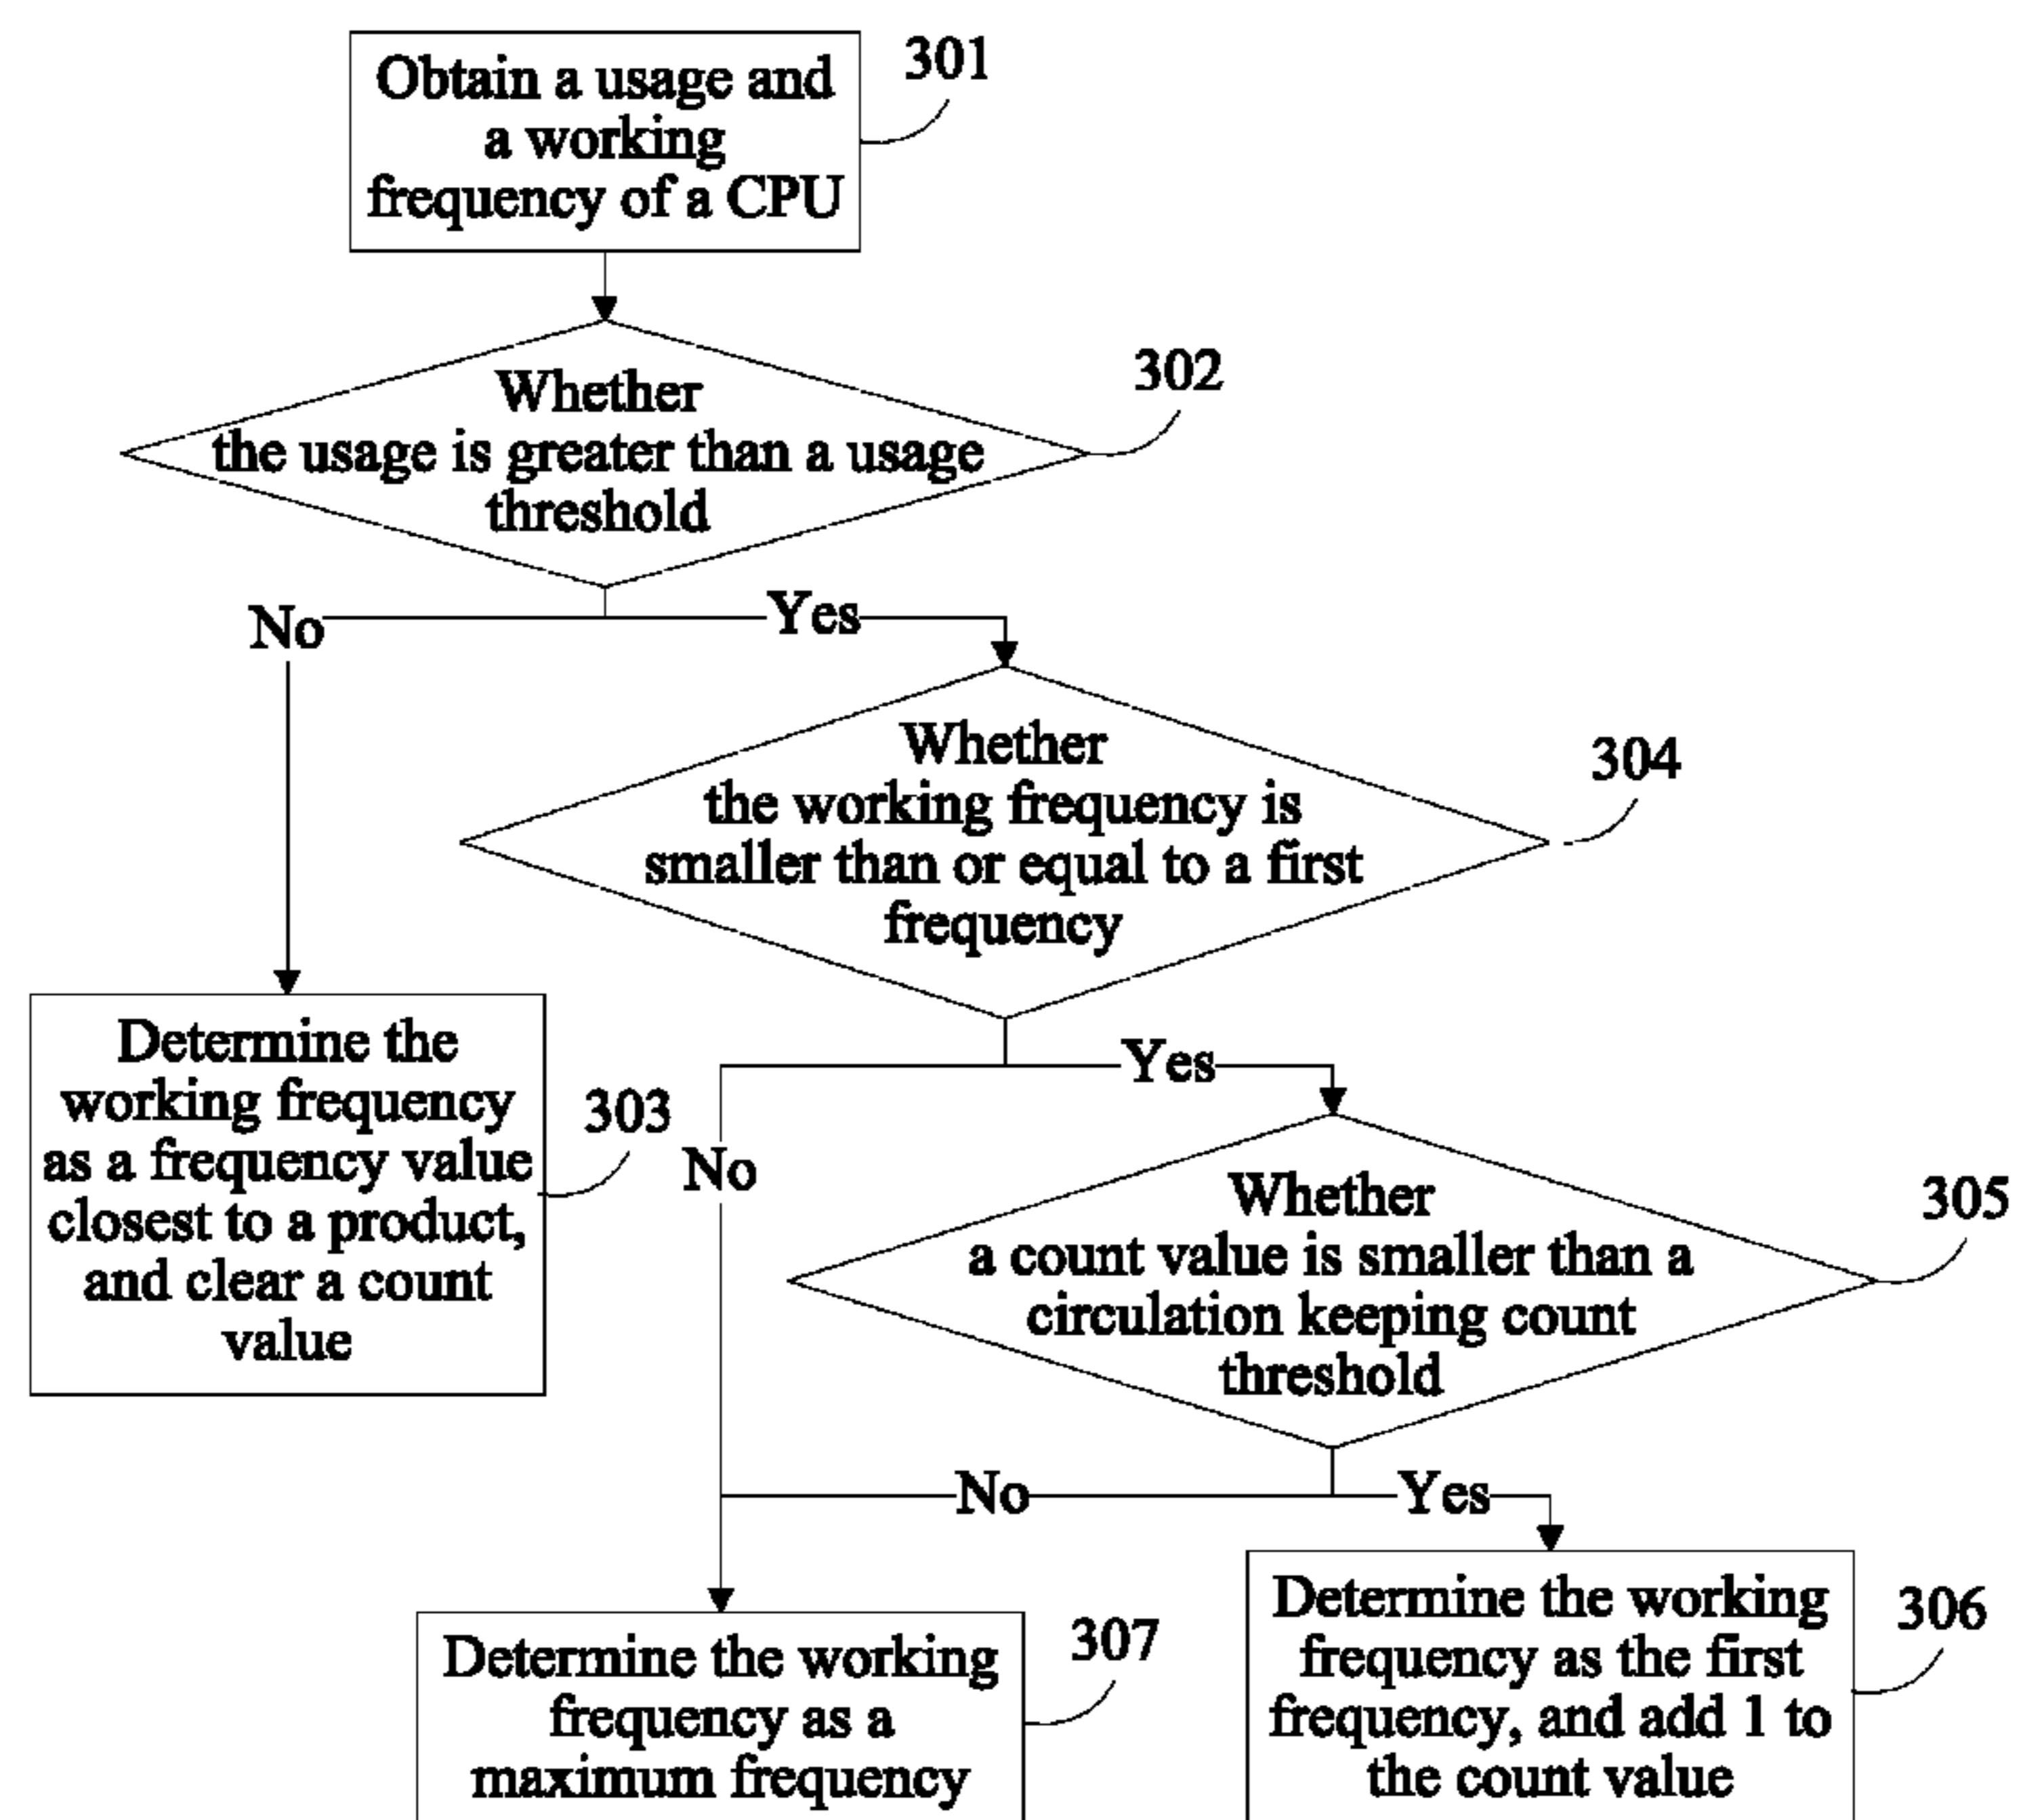 Obtain a usage and
a working
frequency of a CPU
301
Whether
the usage is greater than a usage
threshold
302
No
Yes
Whether
the working frequency is
smaller than or equal to a first
frequency
304
Determine the
working frequency
as a frequency value
closest to a product,
and clear a count
value
303
No
Yes
Whether
a count value is smaller than a
circulation keeping count
threshold
305
No
Yes
Determine the working
frequency as a
maximum frequency
307
Determine the working
frequency as the first
frequency, and add 1 to
the count value
306